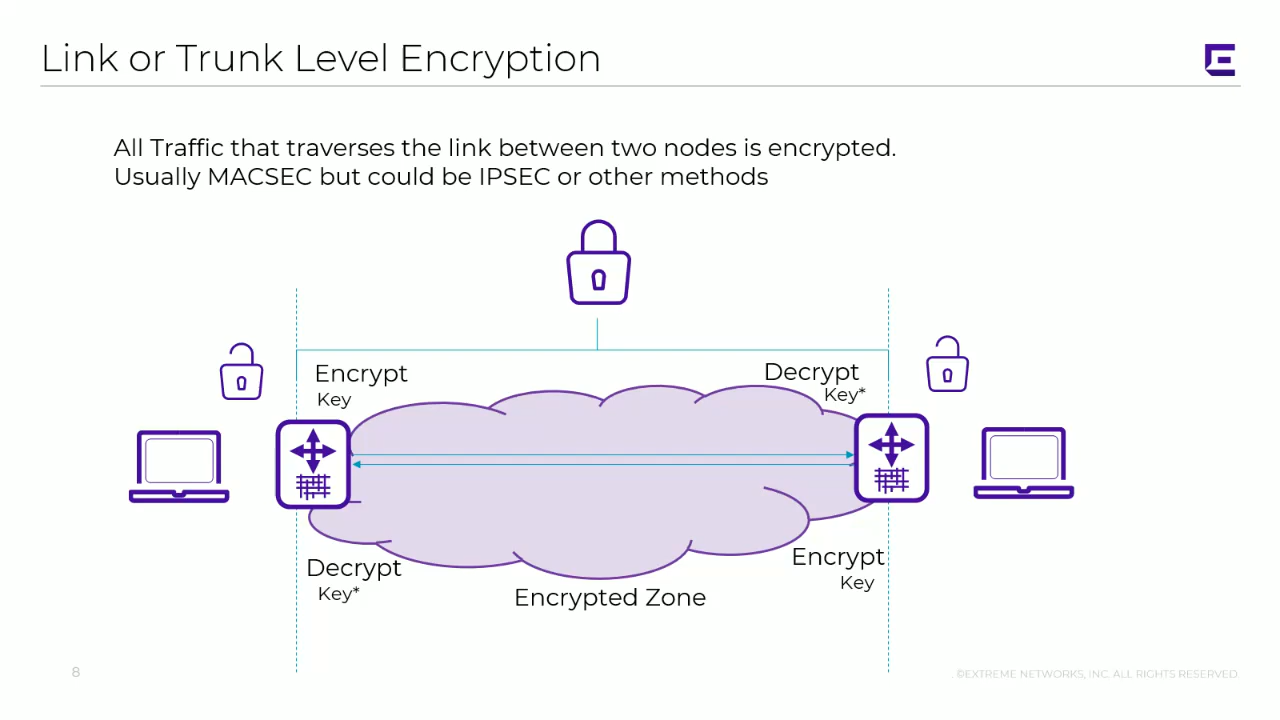 Link or Trunk Level Encryption
All Traffic that traverses the link between two nodes is encrypted.
Usually MACSEC but could be IPSEC or other methods
Encrypt
Key
Decrypt
Key*
Decrypt
Key*
Encrypt
Key
Encrypted Zone
8
. ©EXTREME NETWORKS, INC. ALL RIGHTS RESERVED.